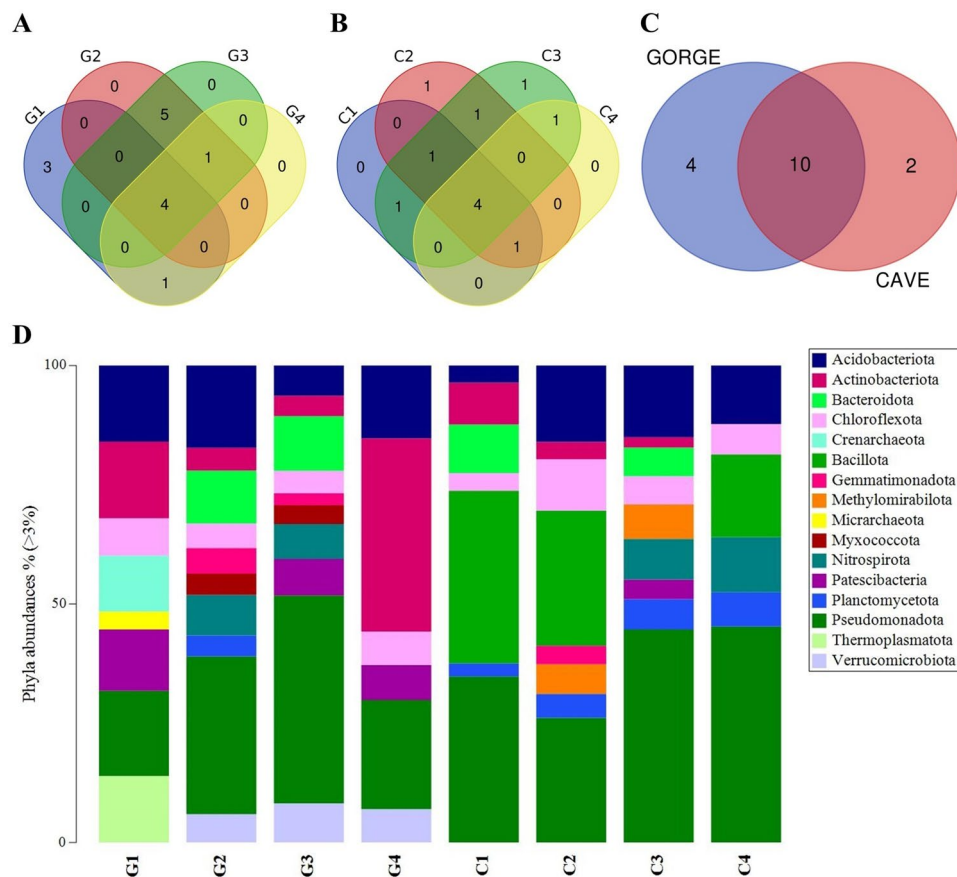 A
B
C
G2
G3
G1
G4
0
0
0
5
0
3
0
1
0
0
4
0
0
0
1
C2
C3
C1
C4
1
1
0
1
1
0
1
0
0
1
4
0
0
1
0
GORGE
4
10
2
CAVE
D
Phyla abundances % (>3%)
100
50
0
G1
G2
G3
G4
C1
C2
C3
C4
Acidobacteriota
Actinobacteriota
Bacteroidota
Chloroflexota
Crenarchaeota
Bacillota
Gemmatimonadota
Methylomirabilota
Micrarchaeota
Myxococcota
Nitrospirota
Patescibacteria
Planctomycetota
Pseudomonadota
Thermoplasmatota
Verrucomicrobiota